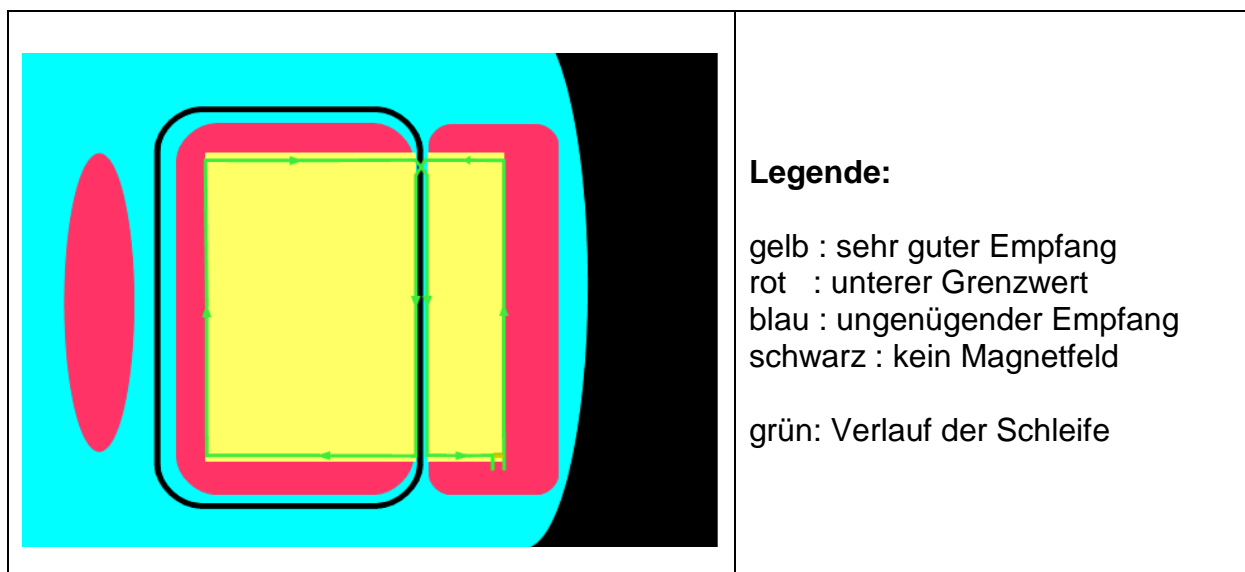 Legende:
gelb : sehr guter Empfang
rot : unterer Grenzwert
blau : ungenügender Empfang
schwarz : kein Magnetfeld
grün: Verlauf der Schleife